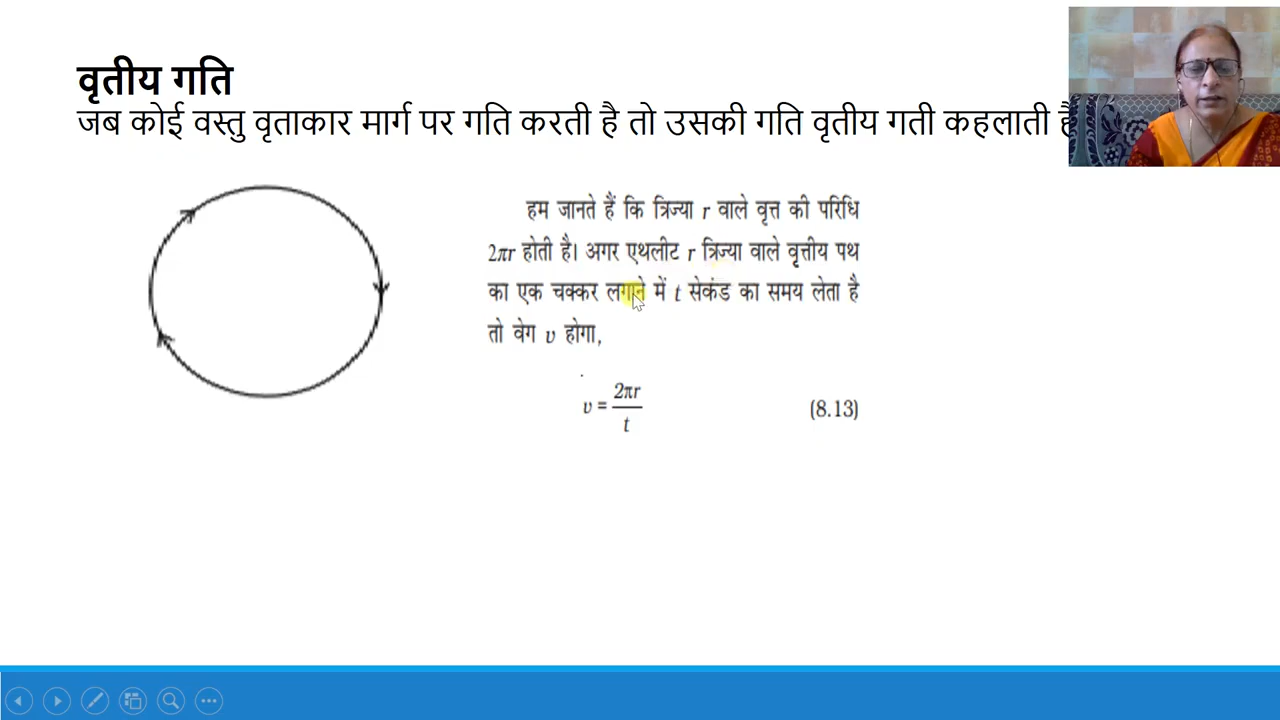 वृतीय गति
जब कोई वस्तु वृताकार मार्ग पर गति करती है तो उसकी गति वृतीय गती कहलाती है
हम जानते हैं कि त्रिज्या r वाले वृत्त की परिधि
2πr होती है। अगर एथलीट r त्रिज्या वाले वृत्तीय पथ
का एक चक्कर लगाने में t सेकंड का समय लेता है
तो वेग υ होगा,
υ = 2πr / t (8.13)